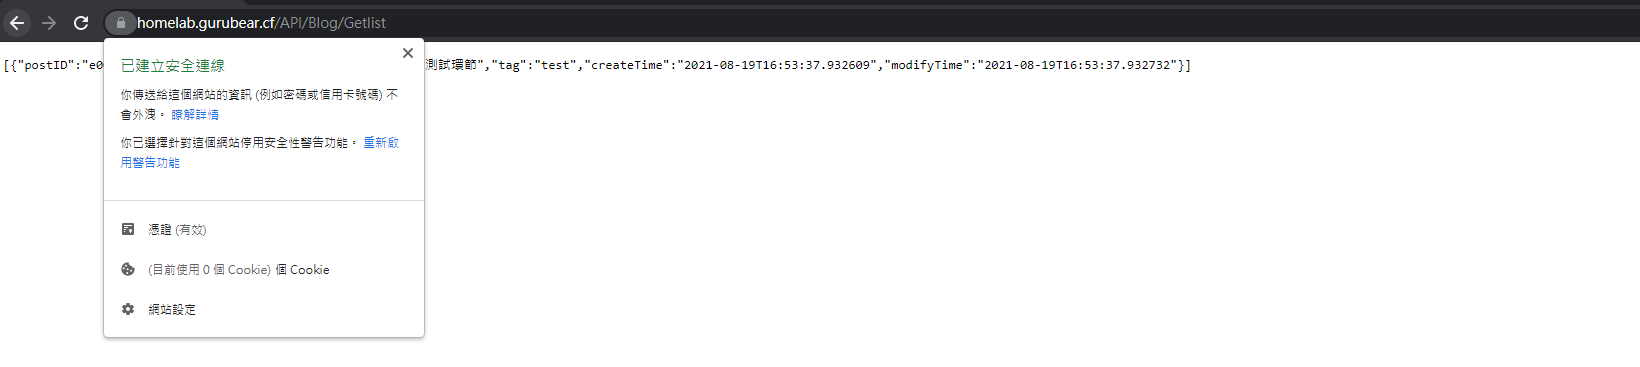 homelab.gurubear.cf/API/Blog/Getlist
[{"postID":"e0
測試環節","tag":"test","createTime":"2021-08-19T16:53:37.932609","modifyTime":"2021-08-19T16:53:37.932732"}]
已建立安全連線
你傳送給這個網站的資訊 (例如密碼或信用卡號碼) 不
會外洩。 瞭解詳情
你已選擇針對這個網站停用安全性警告功能。 重新啟
用警告功能
憑證 (有效)
(目前使用 0 個 Cookie) 個 Cookie
網站設定